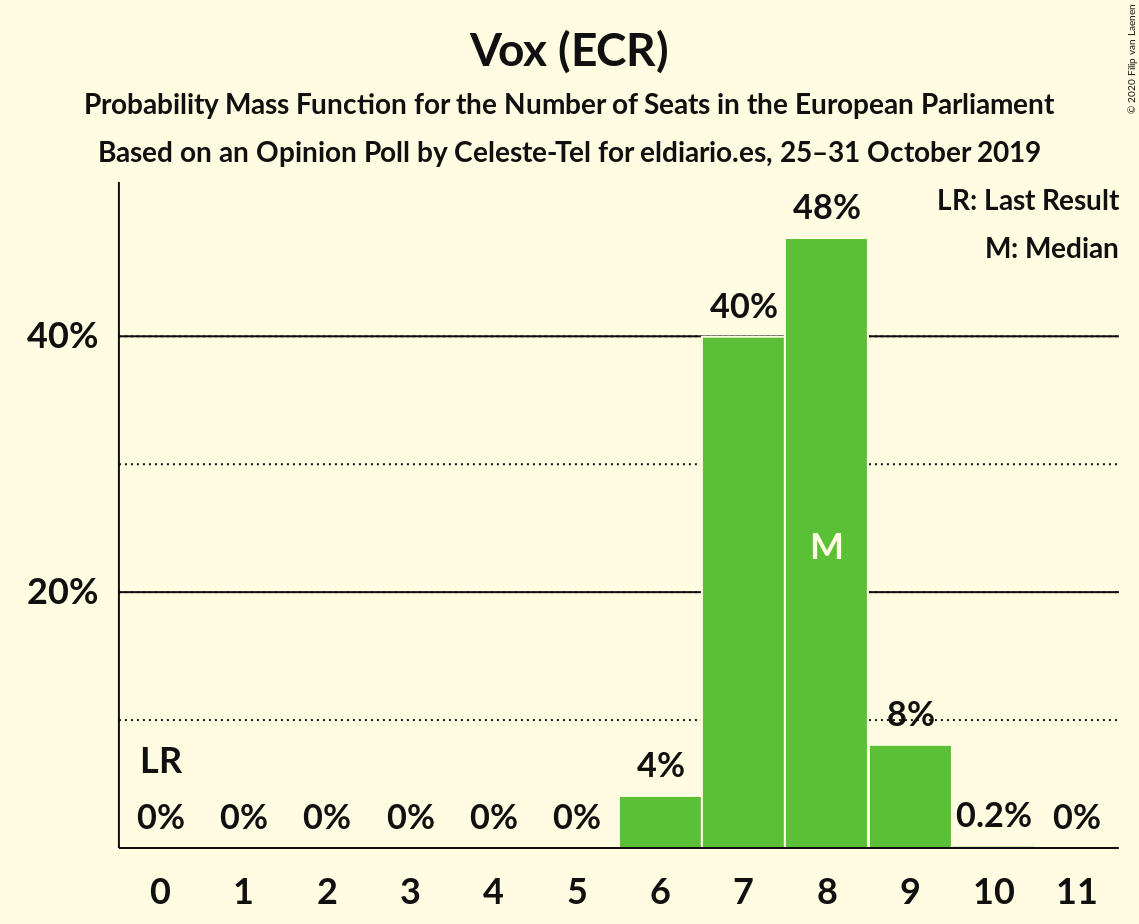 Vox (ECR)
Probability Mass Function for the Number of Seats in the European Parliament
Based on an Opinion Poll by Celeste-Tel for eldiario.es, 25–31 October 2019
© 2020 Filip van Laenen
LR: Last Result
M: Median
48%
40%
40%
M
20%
8%
LR
4%
0% 0% 0% 0% 0% 0% 0.2% 0%
0 1 2 3 4 5 6 7 8 9 10 11